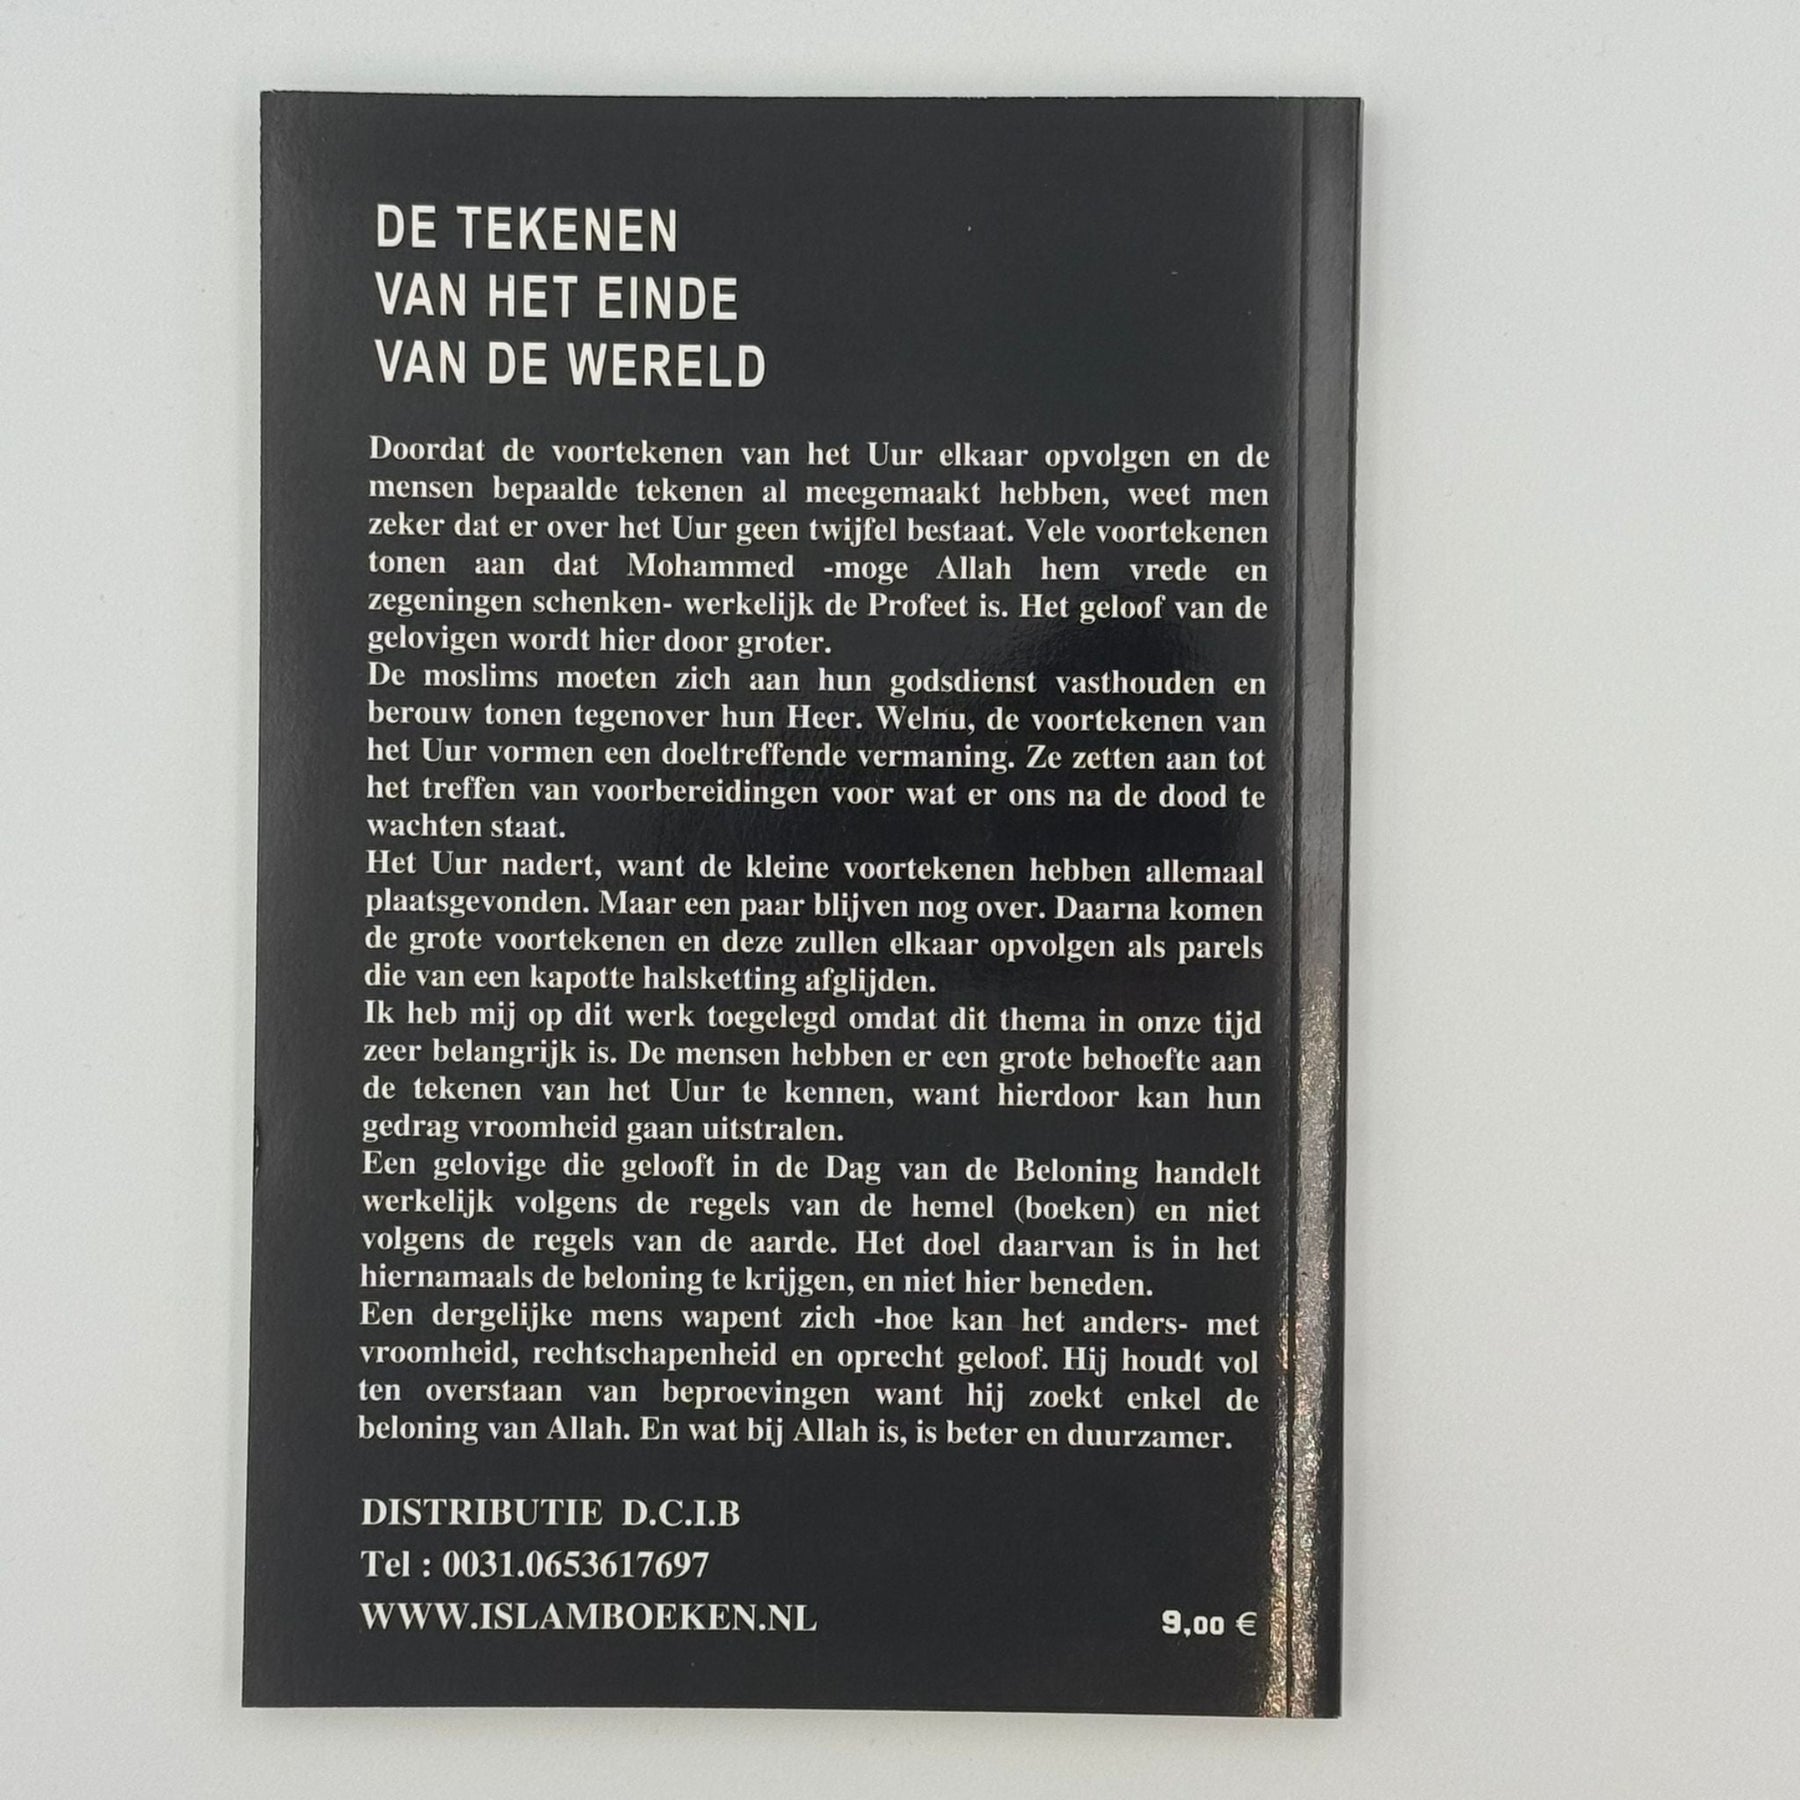 DE TEKENEN
VAN HET EINDE
VAN DE WERELD
Doordat de voortekenen van het Uur elkaar opvolgen en de
mensen bepaalde tekenen al meegemaakt hebben, weet men
zeker dat er over het Uur geen twijfel bestaat. Vele voortekenen
tonen aan dat Mohammed -moge Allah hem vrede en
zegeningen schenken- werkelijk de Profeet is. Het geloof van de
gelovigen wordt hier door groter.
De moslims moeten zich aan hun godsdienst vasthouden en
berouw tonen tegenover hun Heer. Welnu, de voortekenen van
het Uur vormen een doeltreffende vermaning. Ze zetten aan tot
het treffen van voorbereidingen voor wat er ons na de dood te
wachten staat.
Het Uur nadert, want de kleine voortekenen hebben allemaal
plaatsgevonden. Maar een paar blijven nog over. Daarna komen
de grote voortekenen en deze zullen elkaar opvolgen als parels
die van een kapotte halsketting afglijden.
Ik heb mij op dit werk toegelegd omdat dit thema in onze tijd
zeer belangrijk is. De mensen hebben er een grote behoefte aan
de tekenen van het Uur te kennen, want hierdoor kan hun
gedrag vroomheid gaan uitstralen.
Een gelovige die gelooft in de Dag van de Beloning handelt
werkelijk volgens de regels van de hemel (boeken) en niet
volgens de regels van de aarde. Het doel daarvan is in het
hiernamaals de beloning te krijgen, en niet hier beneden.
Een dergelijke mens wapent zich -hoe kan het anders- met
vroomheid, rechtschapenheid en oprecht geloof. Hij houdt vol
ten overstaan van beproevingen want hij zoekt enkel de
beloning van Allah. En wat bij Allah is, is beter en duurzamer.
DISTRIBUTIE D.C.I.B
Tel : 0031.0653617697
WWW.ISLAMBOEKEN.NL
9,00 €